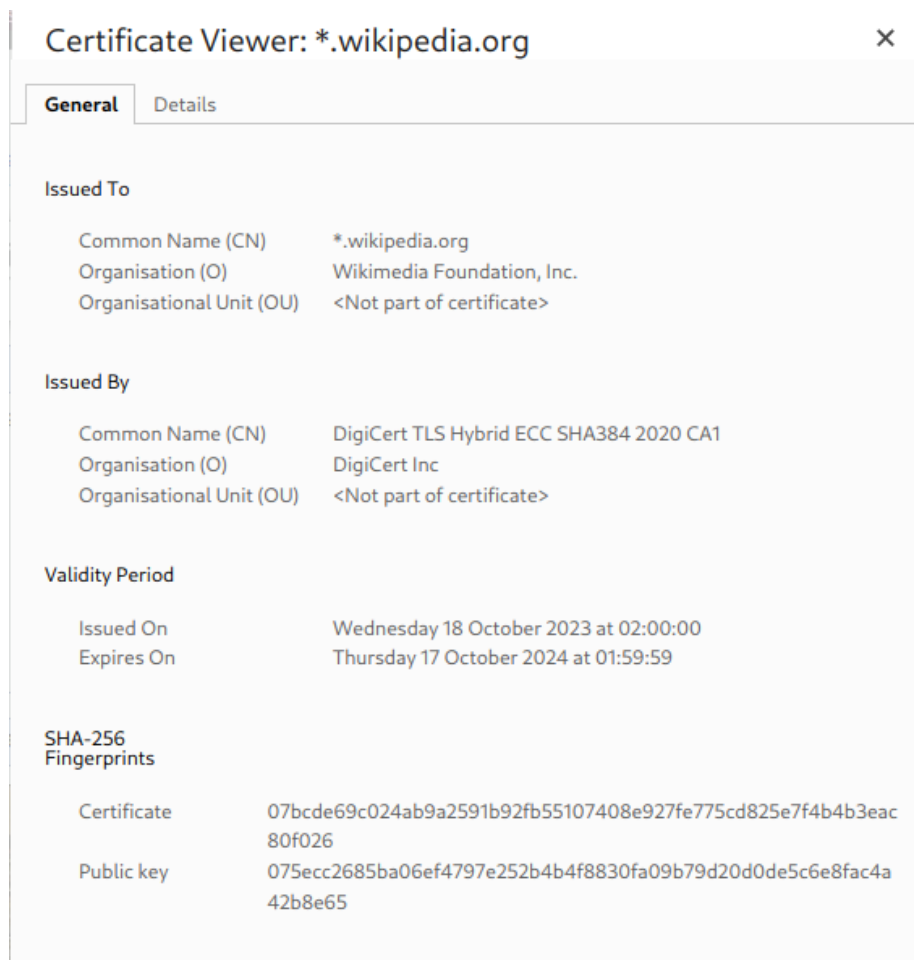 Certificate Viewer: *.wikipedia.org
General Details
Issued To
Common Name (CN) *.wikipedia.org
Organisation (O) Wikimedia Foundation, Inc.
Organisational Unit (OU) <Not part of certificate>
Issued By
Common Name (CN) DigiCert TLS Hybrid ECC SHA384 2020 CA1
Organisation (O) DigiCert Inc
Organisational Unit (OU) <Not part of certificate>
Validity Period
Issued On Wednesday 18 October 2023 at 02:00:00
Expires On Thursday 17 October 2024 at 01:59:59
SHA-256
Fingerprints
Certificate 07bcde69c024ab9a2591b92fb55107408e927fe775cd825e7f4b4b3eac
80f026
Public key 075ecc2685ba06ef4797e252b4b4f8830fa09b79d20d0de5c6e8fac4a
42b8e65